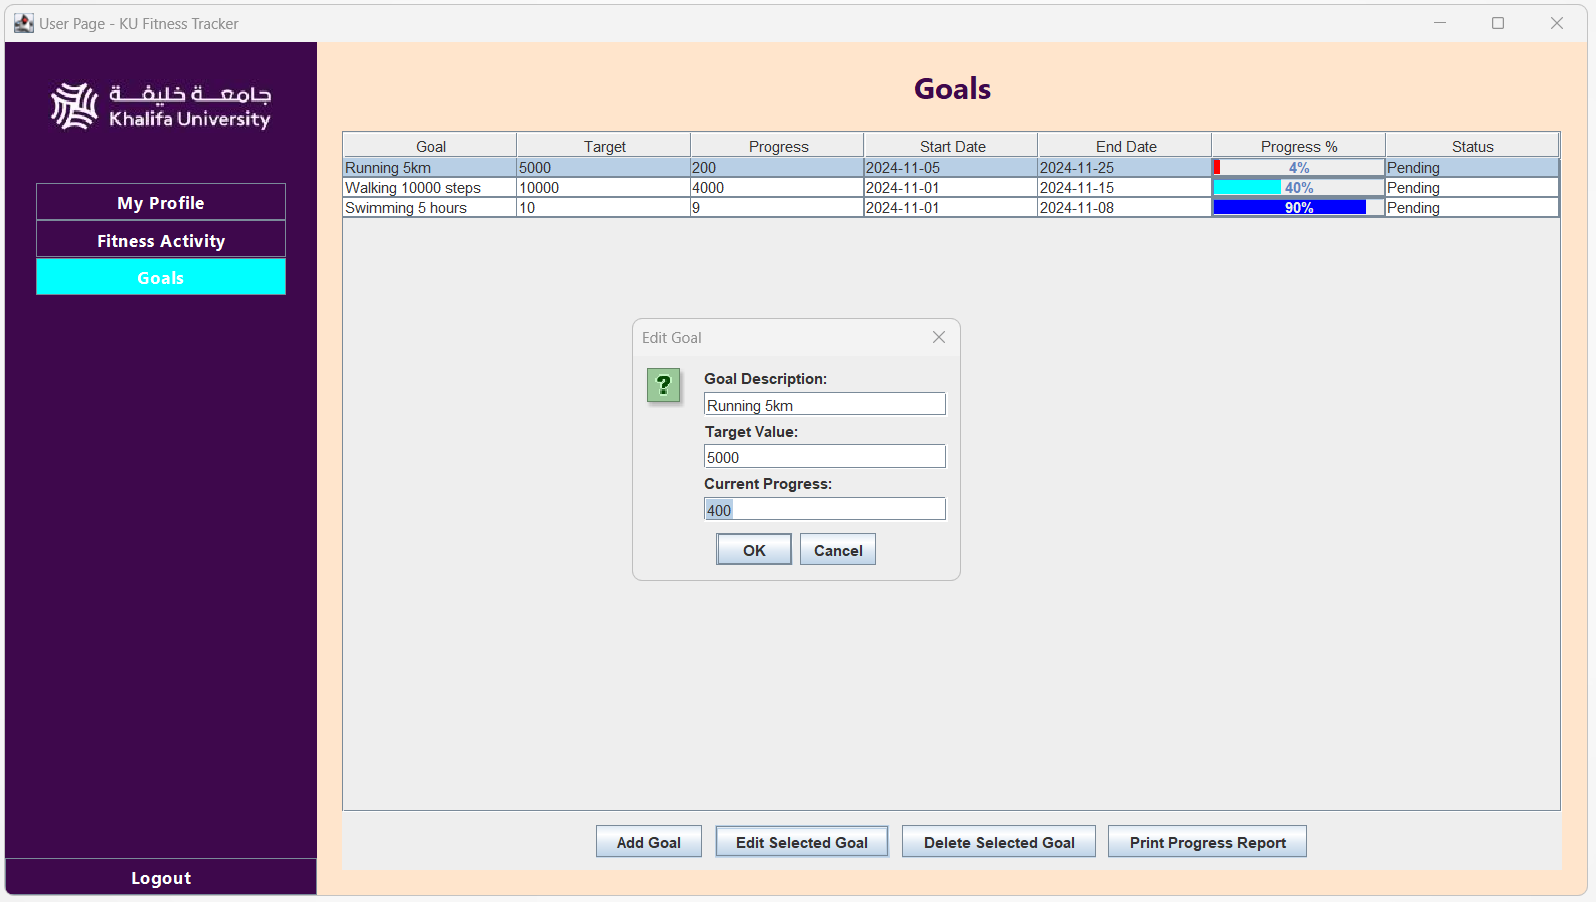 User Page - KU Fitness Tracker
جامعـة خليفـة
Khalifa University
My Profile
Fitness Activity
Goals
Logout
Goals
Goal Target Progress Start Date End Date Progress % Status
Running 5km 5000 200 2024-11-05 2024-11-25 4% Pending
Walking 10000 steps 10000 4000 2024-11-01 2024-11-15 40% Pending
Swimming 5 hours 10 9 2024-11-01 2024-11-08 90% Pending
Edit Goal
?
Goal Description:
Running 5km
Target Value:
5000
Current Progress:
400
OK Cancel
Add Goal Edit Selected Goal Delete Selected Goal Print Progress Report